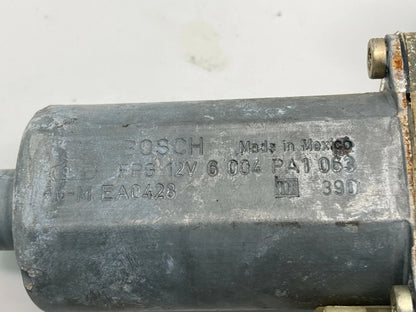 BOSCH Made in Mexico
FPG 12V 6 004 PA1 063
-M EA0428 390